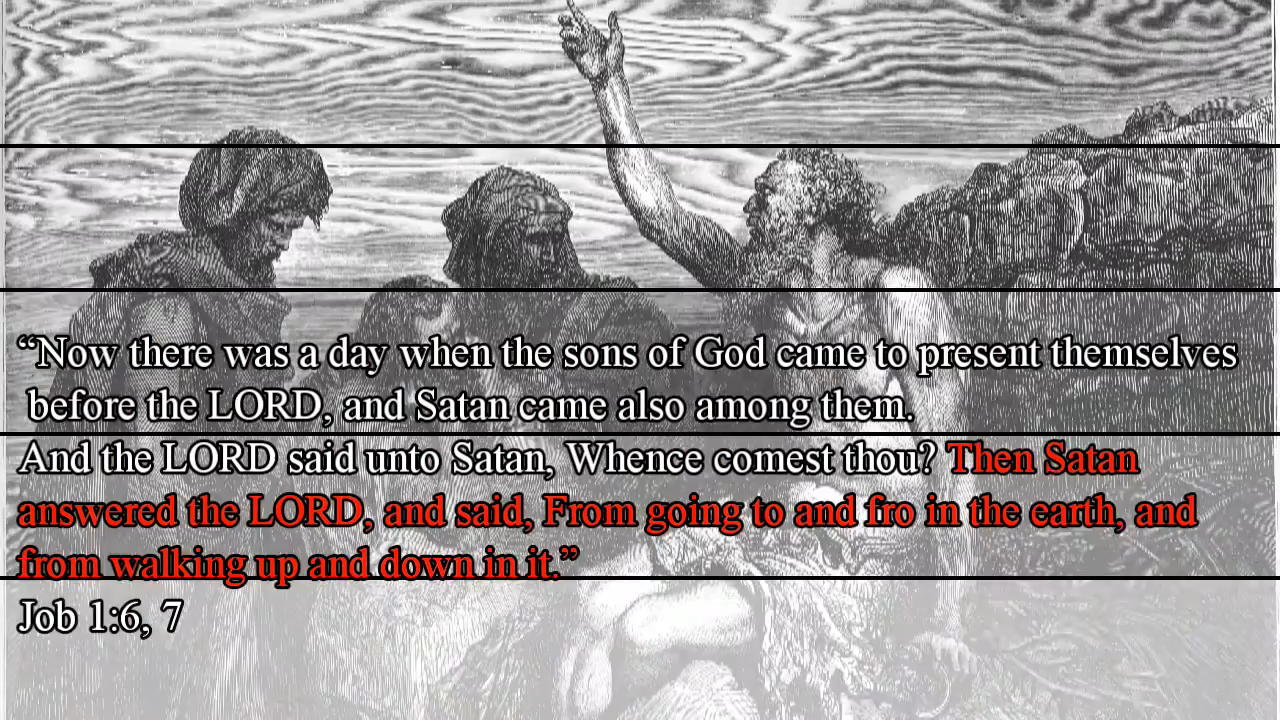 “Now there was a day when the sons of God came to present themselves
before the LORD, and Satan came also among them.
And the LORD said unto Satan, Whence comest thou? Then Satan
answered the LORD, and said, From going to and fro in the earth, and
from walking up and down in it.”
Job 1:6, 7